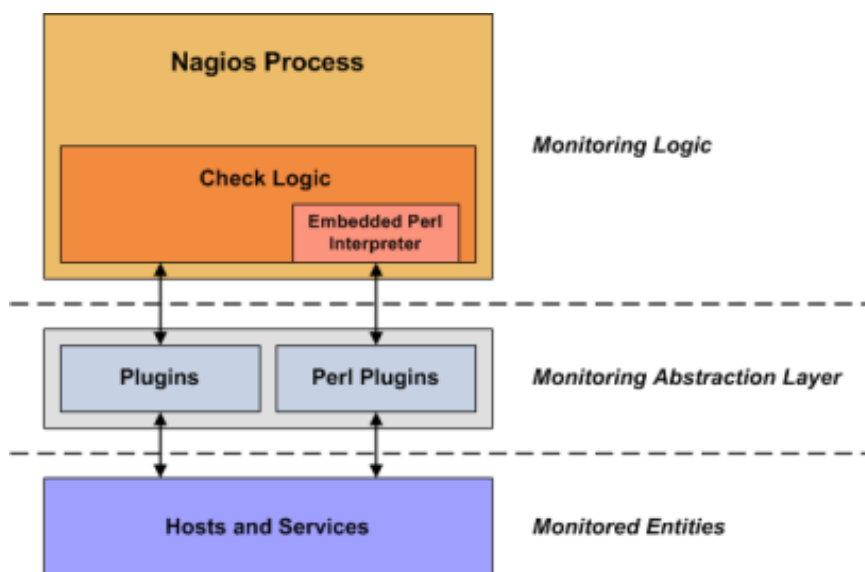 Nagios Process
Monitoring Logic
Check Logic
Embedded Perl
Interpreter
Plugins
Perl Plugins
Monitoring Abstraction Layer
Hosts and Services
Monitored Entities